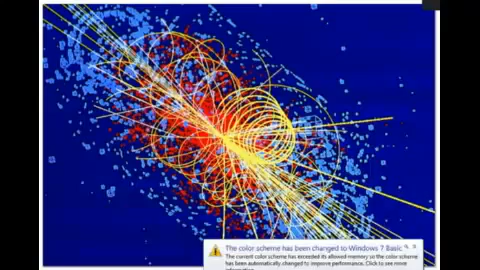 The color scheme has been changed to Windows 7 Basic
The current color scheme has exceeded its allowed memory so the color scheme
has been automatically changed to improve performance. Click to see more
information.